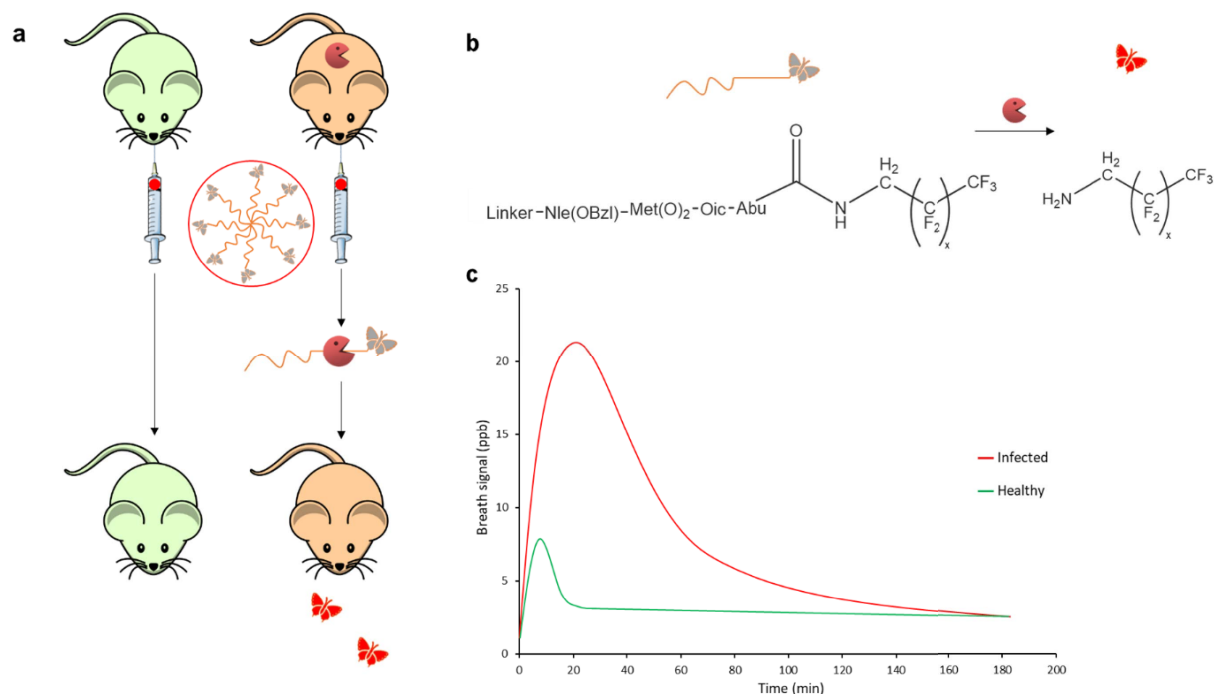 a
b
O
H₂
C
CF₃
Linker–Nle(OBzl)–Met(O)₂–Oic–Abu
N
H
C
F₂
x
H₂
C
CF₃
H₂N
C
F₂
x
c
25
20
15
10
5
0
Breath signal (ppb)
Infected
Healthy
0 20 40 60 80 100 120 140 160 180 200
Time (min)